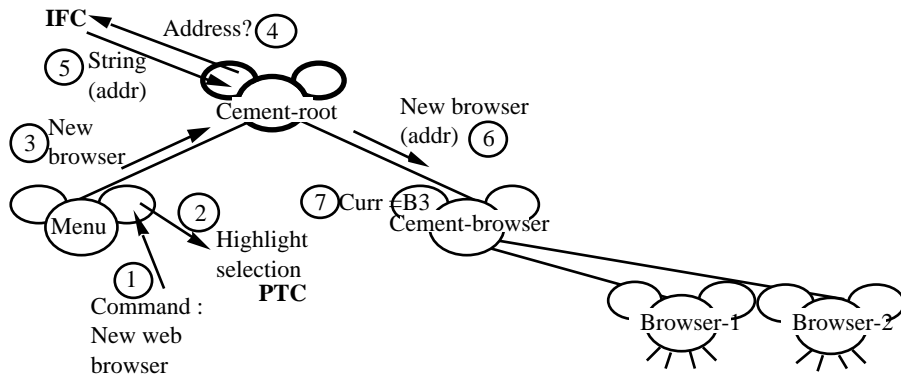 IFC
Address? 4
5 String
(addr)
Cement-root
New browser
(addr) 6
3 New
browser
7 Curr =B3
2
Menu
Cement-browser
Highlight
selection
PTC
1
Command :
New web
browser
Browser-1
Browser-2